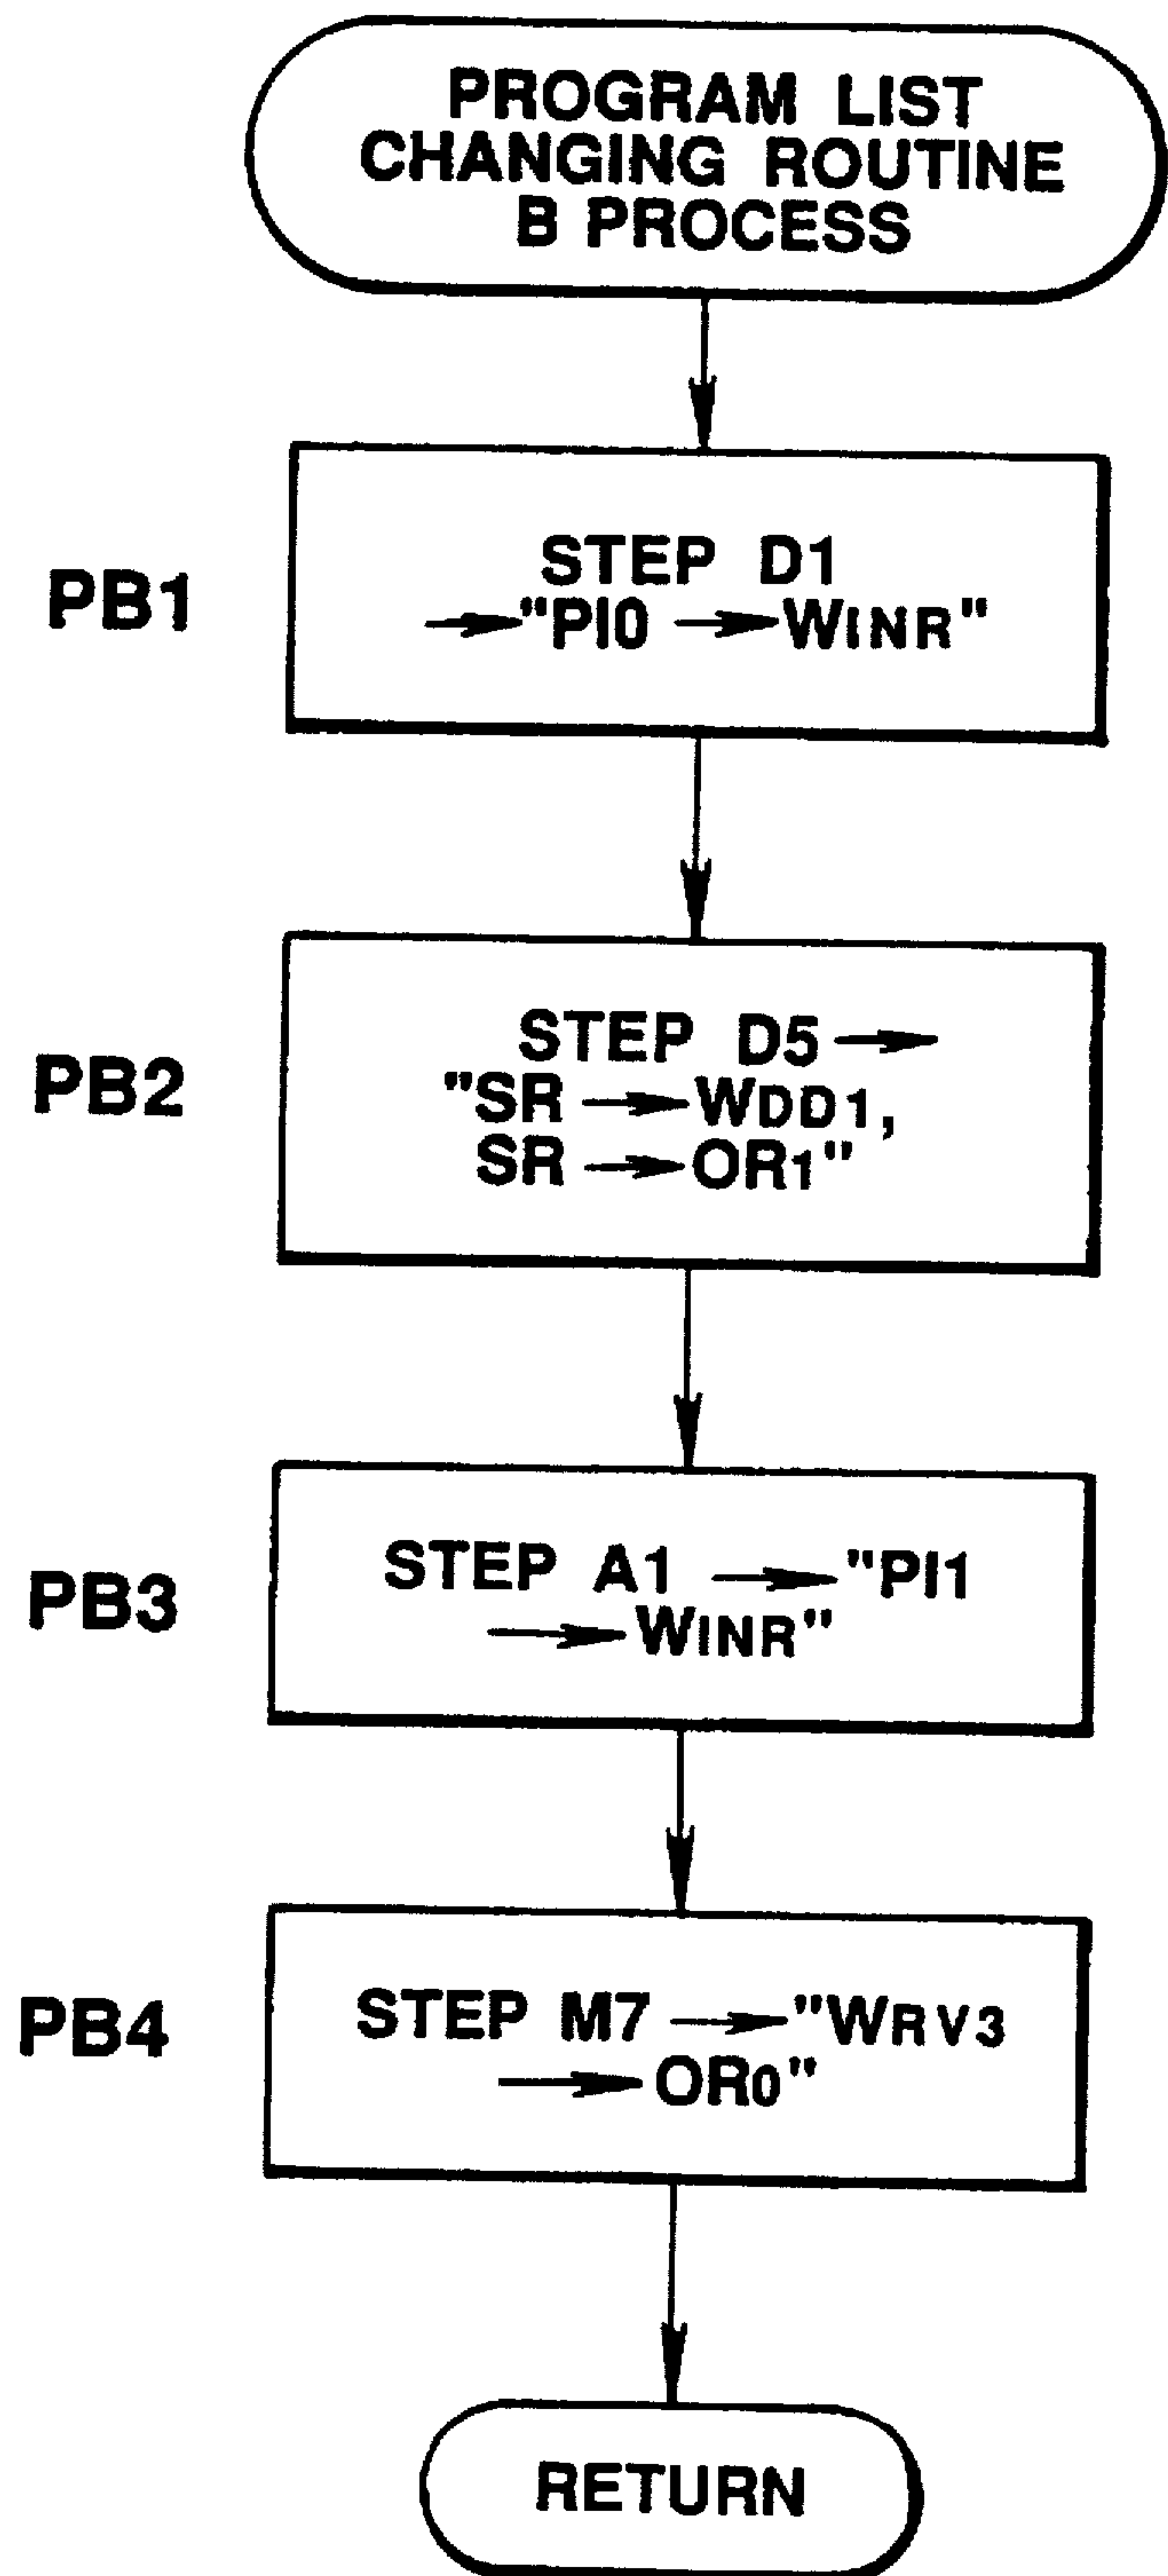 PROGRAM LIST
CHANGING ROUTINE
B PROCESS
PB1
STEP D1
→"PI0 →WINR"
PB2
STEP D5→
"SR →WDD1,
SR →OR1"
PB3
STEP A1 →"PI1
→WINR"
PB4
STEP M7 →"WRV3
→OR0"
RETURN